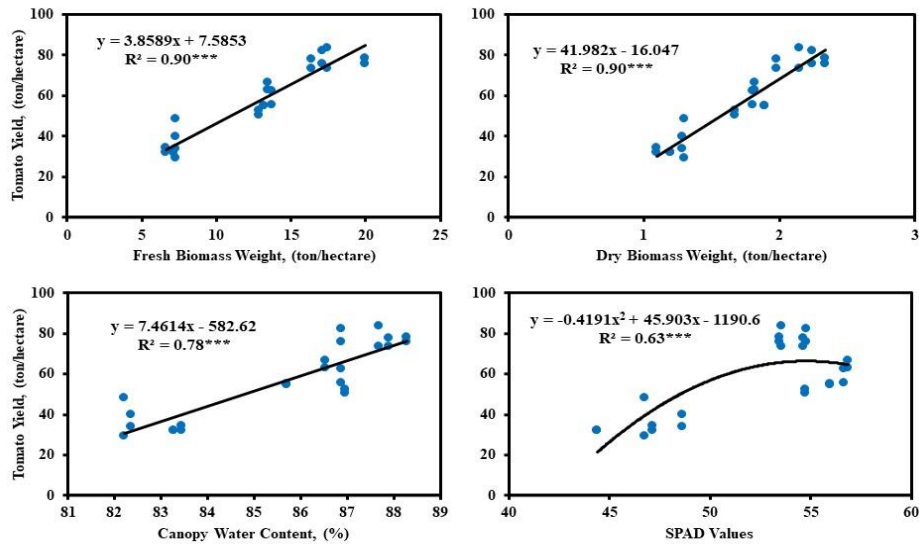 100
80
60
40
20
0
Tomato Yield, (ton/hectare)
y = 3.8589x + 7.5853
R² = 0.90***
0 5 10 15 20 25
Fresh Biomass Weight, (ton/hectare)
100
80
60
40
20
0
y = 41.982x - 16.047
R² = 0.90***
0 1 2 3
Dry Biomass Weight, (ton/hectare)
100
80
60
40
20
0
Tomato Yield, (ton/hectare)
y = 7.4614x - 582.62
R² = 0.78***
81 82 83 84 85 86 87 88 89
Canopy Water Content, (%)
100
80
60
40
20
0
y = -0.4191x² + 45.903x - 1190.6
R² = 0.63***
40 45 50 55 60
SPAD Values